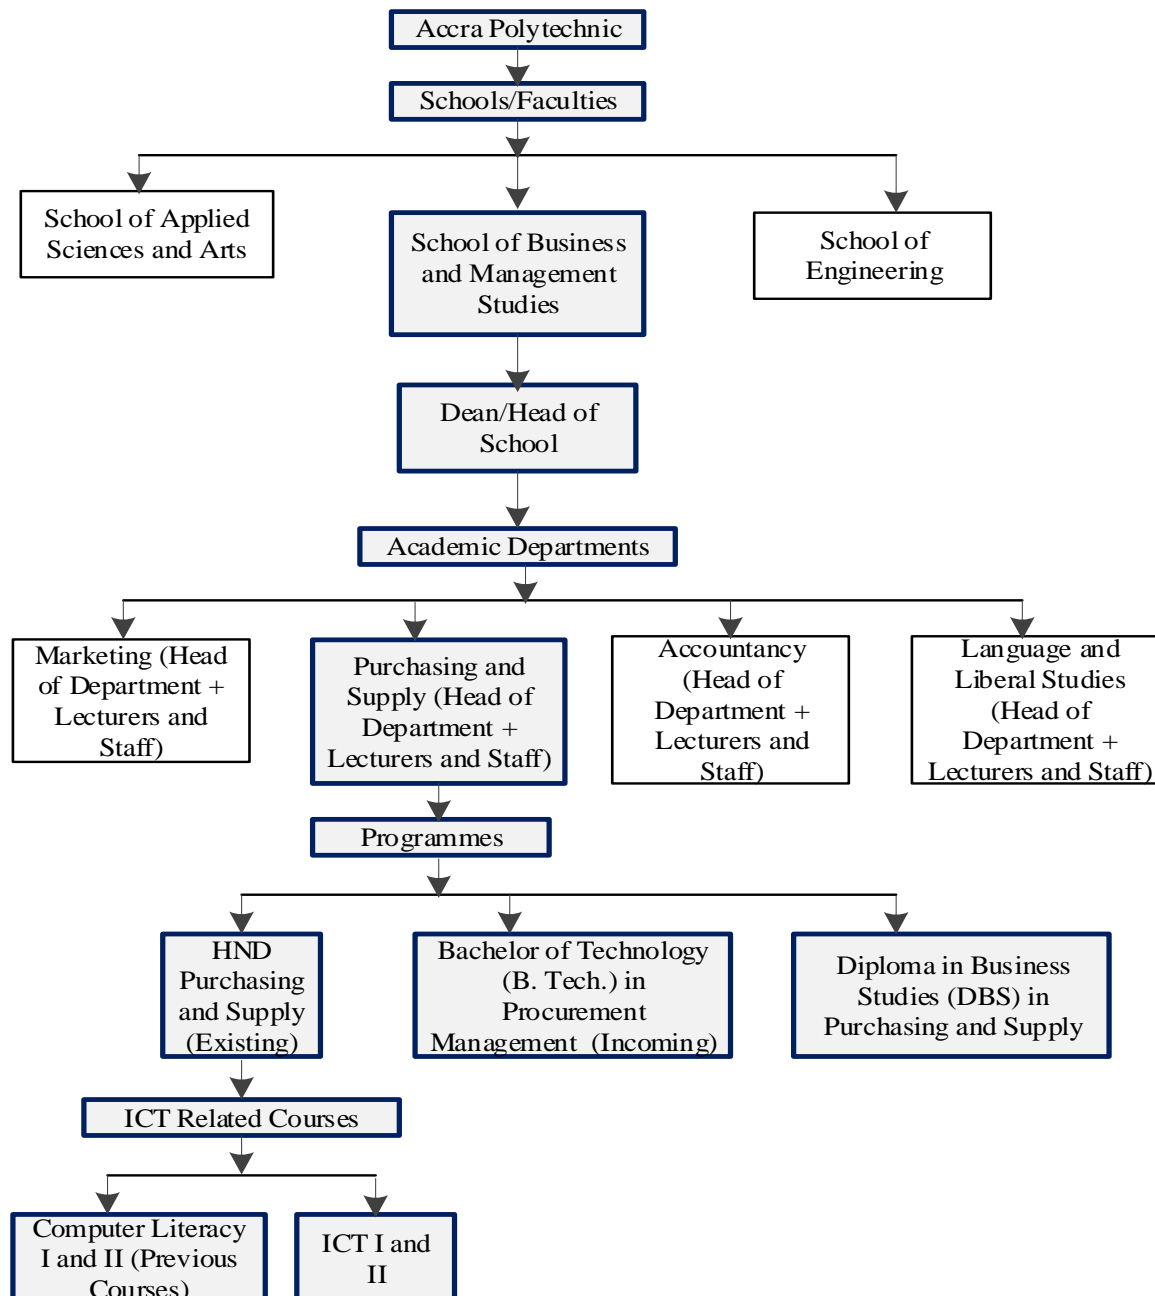 Accra Polytechnic
Schools/Faculties
School of Applied
Sciences and Arts
School of Business
and Management
Studies
School of
Engineering
Dean/Head of
School
Academic Departments
Marketing (Head
of Department +
Lecturers and
Staff)
Purchasing and
Supply (Head of
Department +
Lecturers and Staff)
Accountancy
(Head of
Department +
Lecturers and
Staff)
Language and
Liberal Studies
(Head of
Department +
Lecturers and Staff)
Programmes
HND
Purchasing
and Supply
(Existing)
Bachelor of Technology
(B. Tech.) in
Procurement
Management (Incoming)
Diploma in Business
Studies (DBS) in
Purchasing and Supply
ICT Related Courses
Computer Literacy
I and II (Previous
Courses)
ICT I and
II